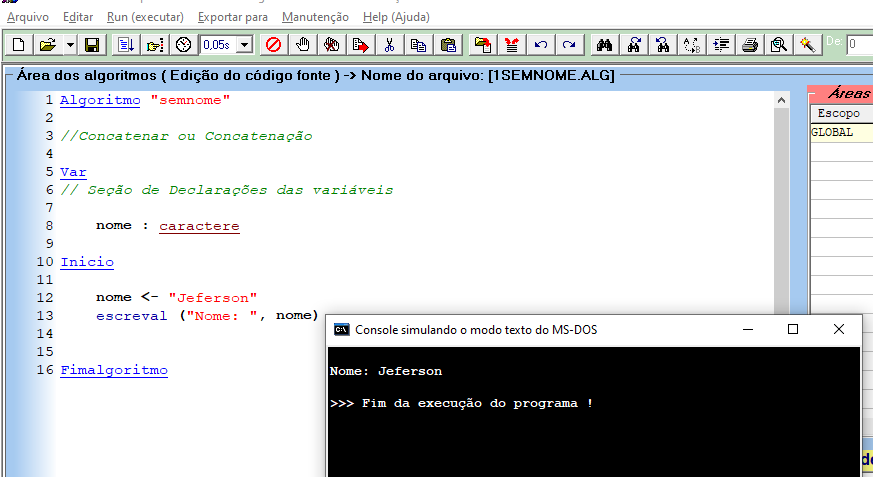 Arquivo Editar Run (executar) Exportar para Manutenção Help (Ajuda)
0,05s De: 0
Área dos algoritmos ( Edição do código fonte ) -> Nome do arquivo: [1SEMNOME.ALG]
Áreas
Escopo
GLOBAL
1 Algoritmo "semnome"
2
3 //Concatenar ou Concatenação
4
5 Var
6 // Seção de Declarações das variáveis
7
8 nome : caractere
9
10 Inicio
11
12 nome <- "Jeferson"
13 escreval ("Nome: ", nome)
14
15
16 Fimalgoritmo
Console simulando o modo texto do MS-DOS
Nome: Jeferson
>>> Fim da execução do programa !